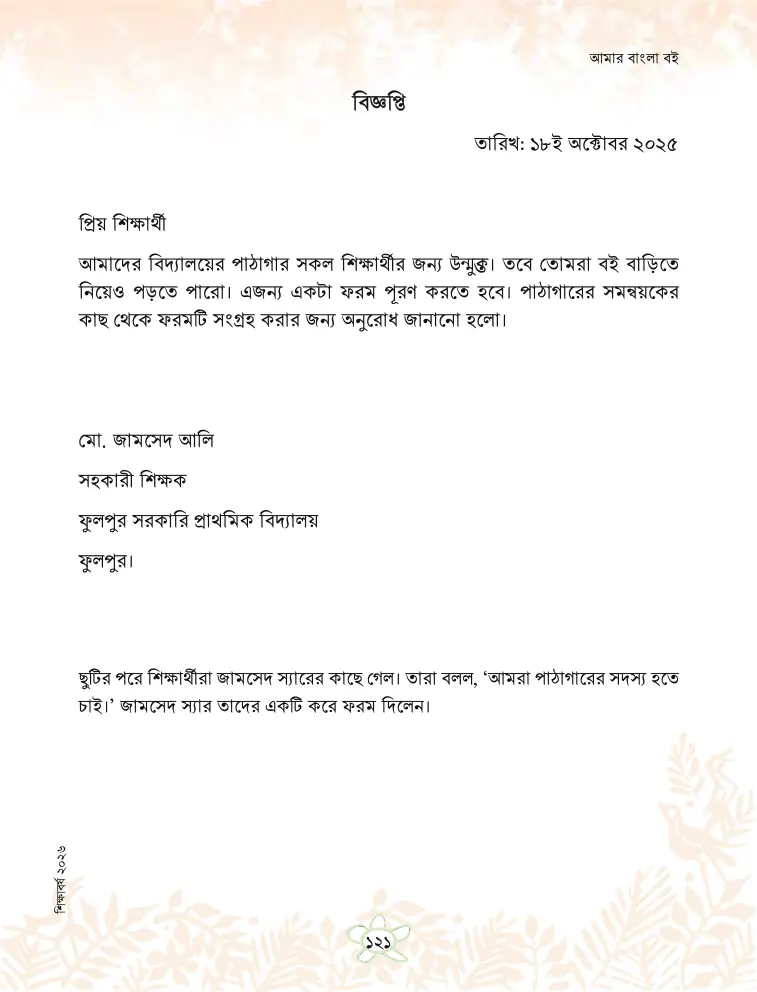 আমার বাংলা বই
বিজ্ঞপ্তি
তারিখ: ১৮ই অক্টোবর ২০২৫
প্রিয় শিক্ষার্থী
আমাদের বিদ্যালয়ের পাঠাগার সকল শিক্ষার্থীর জন্য উন্মুক্ত। তবে তোমরা বই বাড়িতে
নিয়েও পড়তে পারো। এজন্য একটা ফরম পূরণ করতে হবে। পাঠাগারের সমন্বয়কের
কাছ থেকে ফরমটি সংগ্রহ করার জন্য অনুরোধ জানানো হলো।
মো. জামসেদ আলি
সহকারী শিক্ষক
ফুলপুর সরকারি প্রাথমিক বিদ্যালয়
ফুলপুর।
ছুটির পরে শিক্ষার্থীরা জামসেদ স্যারের কাছে গেল। তারা বলল, ‘আমরা পাঠাগারের সদস্য হতে
চাই।’ জামসেদ স্যার তাদের একটি করে ফরম দিলেন।
শিক্ষাবর্ষ ২০২৬
১২১